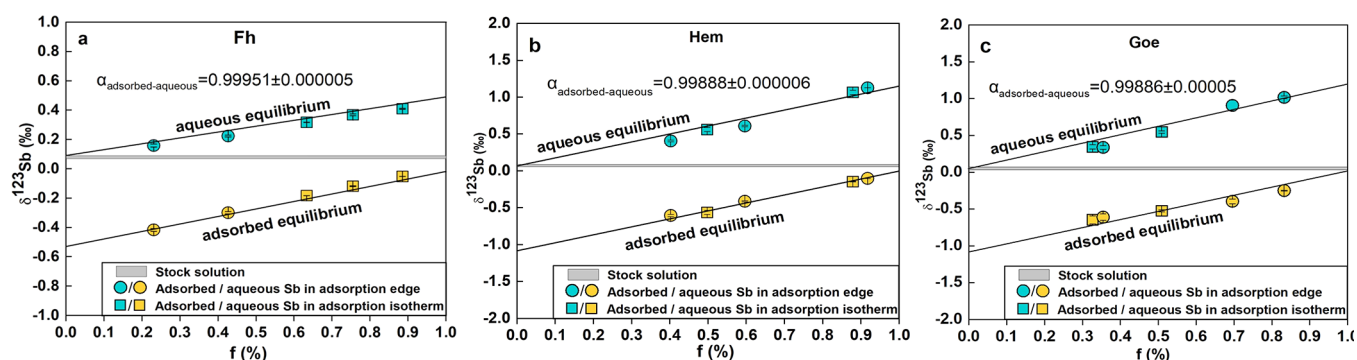 a
Fh
α adsorbed-aqueous=0.99951±0.000005
aqueous equilibrium
adsorbed equilibrium
Stock solution
/ Adsorbed / aqueous Sb in adsorption edge
/ Adsorbed / aqueous Sb in adsorption isotherm
δ123Sb (‰)
1.0
0.8
0.6
0.4
0.2
0.0
-0.2
-0.4
-0.6
-0.8
-1.0
0.0 0.1 0.2 0.3 0.4 0.5 0.6 0.7 0.8 0.9 1.0
f (%)
b
Hem
α adsorbed-aqueous=0.99888±0.000006
aqueous equilibrium
adsorbed equilibrium
Stock solution
/ Adsorbed / aqueous Sb in adsorption edge
/ Adsorbed / aqueous Sb in adsorption isotherm
δ123Sb (‰)
2.0
1.5
1.0
0.5
0.0
-0.5
-1.0
-1.5
-2.0
0.0 0.1 0.2 0.3 0.4 0.5 0.6 0.7 0.8 0.9 1.0
f (%)
c
Goe
α adsorbed-aqueous=0.99886±0.00005
aqueous equilibrium
adsorbed equilibrium
Stock solution
/ Adsorbed / aqueous Sb in adsorption edge
/ Adsorbed / aqueous Sb in adsorption isotherm
δ123Sb (‰)
2.0
1.5
1.0
0.5
0.0
-0.5
-1.0
-1.5
-2.0
0.0 0.1 0.2 0.3 0.4 0.5 0.6 0.7 0.8 0.9 1.0
f (%)